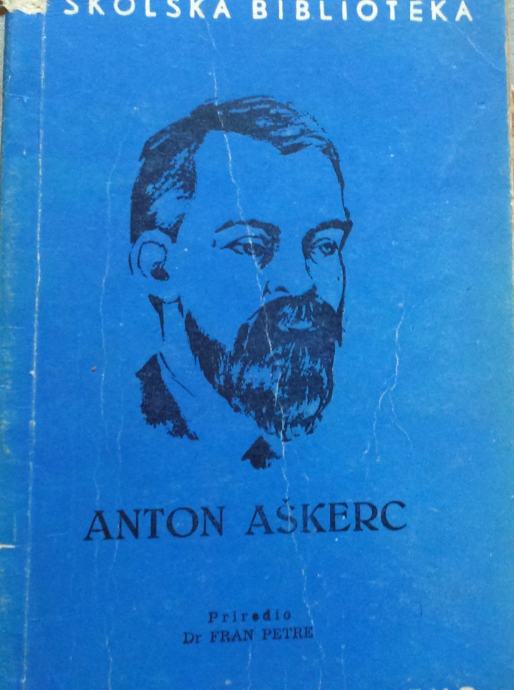 ŠKOLSKA BIBLIOTEKA
ANTON AŠKERC
Priredio
Dr FRAN PETRE